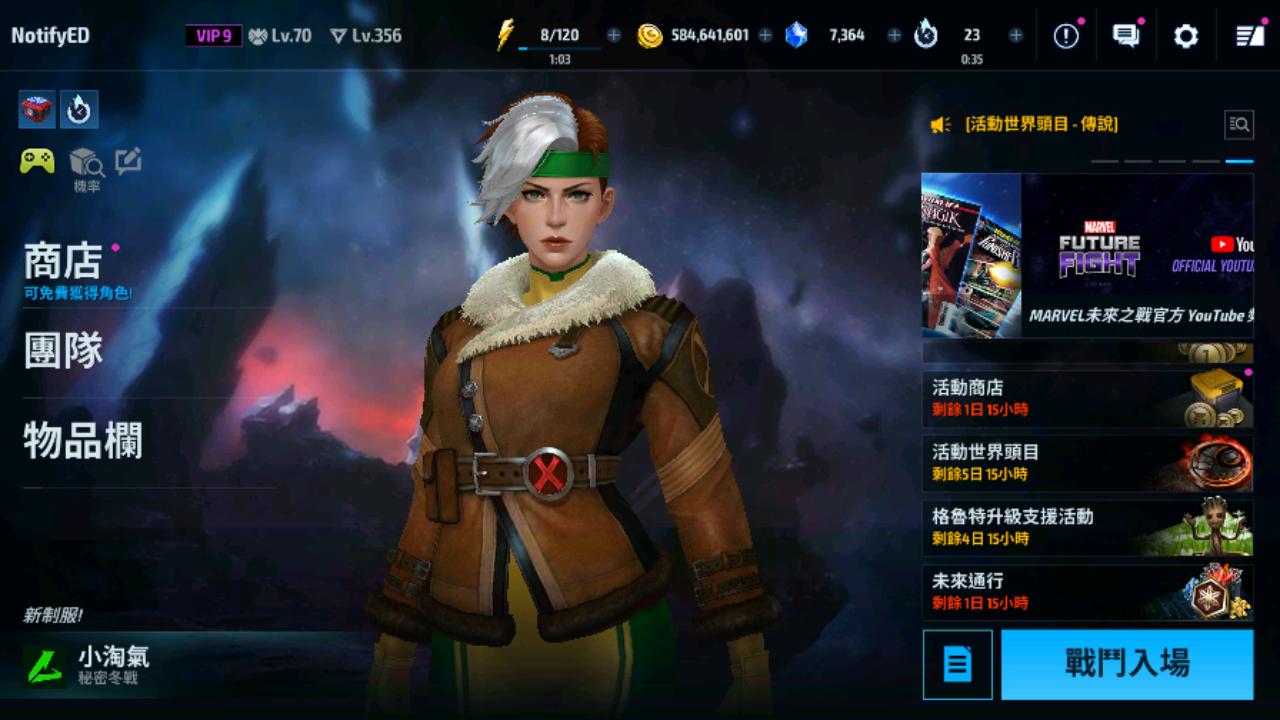 NotifyED
VIP 9
Lv.70
Lv.356
8/120
584,641,601
7,364
23
1:03
0:35
[活動世界頭目 - 傳說]
機率
商店
可免費獲得角色!
團隊
物品欄
MARVEL
FUTURE
FIGHT
You
OFFICIAL YOUTU
MARVEL未來之戰官方 YouTube
活動商店
剩餘1日 15小時
活動世界頭目
剩餘5日 15小時
格魯特升級支援活動
剩餘4日 15小時
未來通行
剩餘1日 15小時
新制服!
小淘氣
秘密冬戰
戰鬥入場